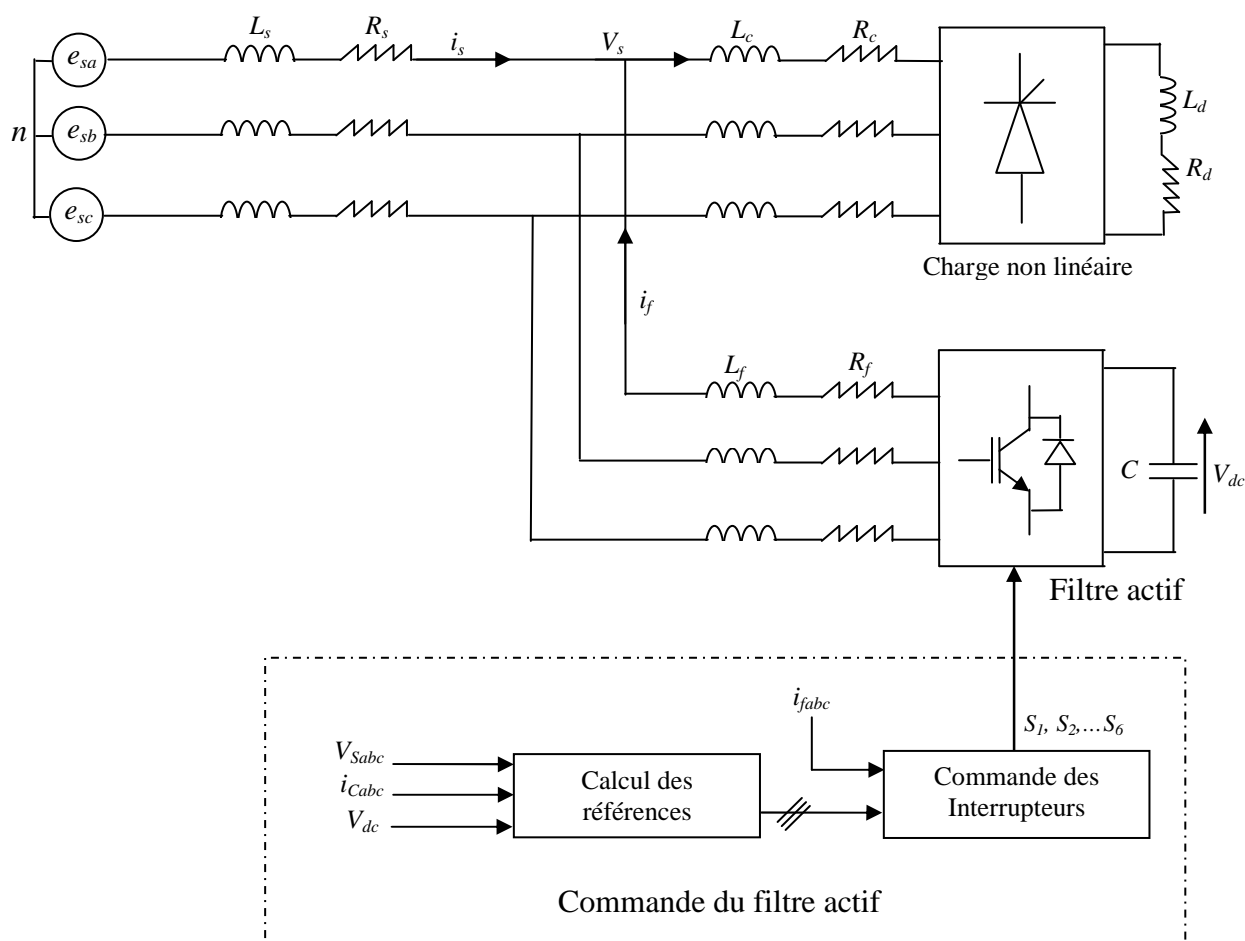 L_s R_s i_s V_s L_c R_c
e_sa
n e_sb
e_sc
L_d
R_d
Charge non linéaire
i_f
L_f R_f
C V_dc
Filtre actif
i_fabc
S_1, S_2,…S_6
V_Sabc
i_Cabc
V_dc
Calcul des
références
Commande des
Interrupteurs
Commande du filtre actif